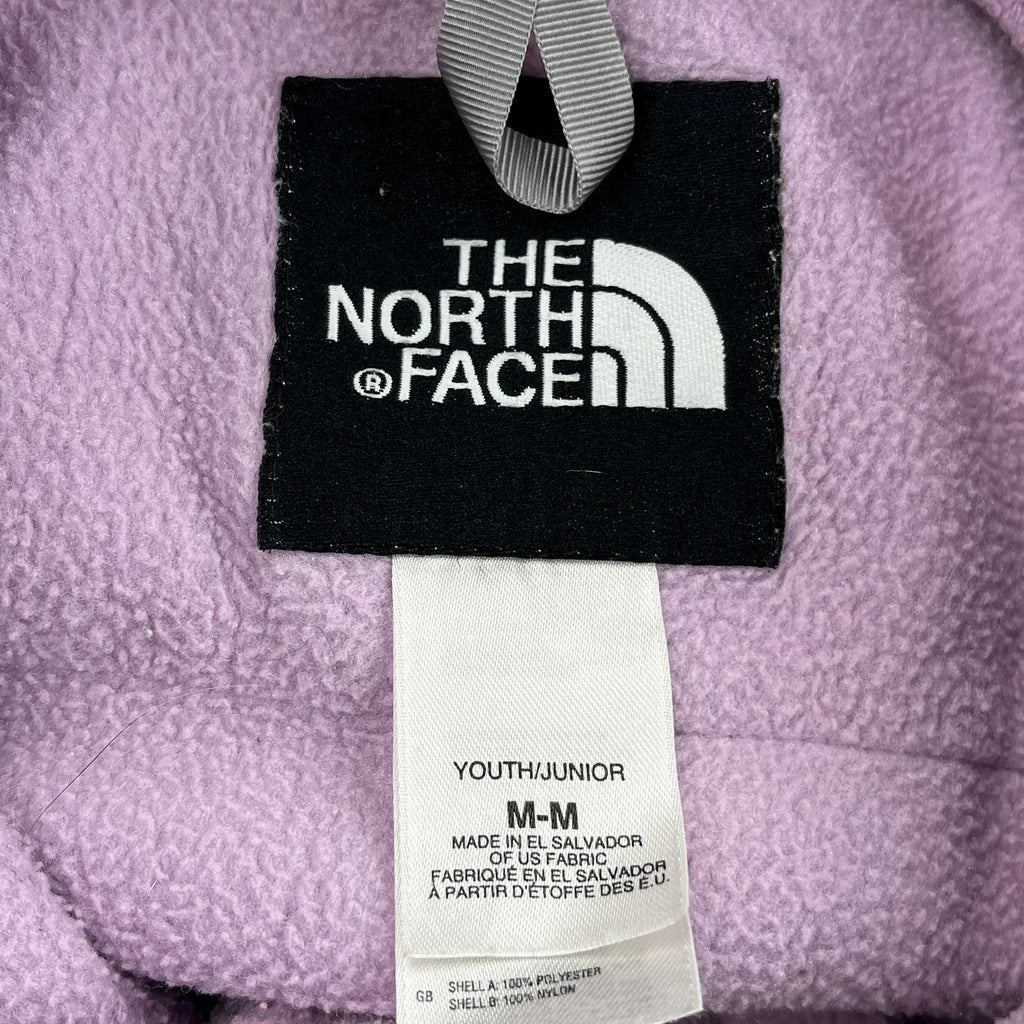 THE
NORTH
®FACE
YOUTH/JUNIOR
M-M
MADE IN EL SALVADOR
OF US FABRIC
FABRIQUÉ EN EL SALVADOR
À PARTIR D'ÉTOFFE DES É.U.
GB SHELL A: 100% POLYESTER
SHELL B: 100% NYLON